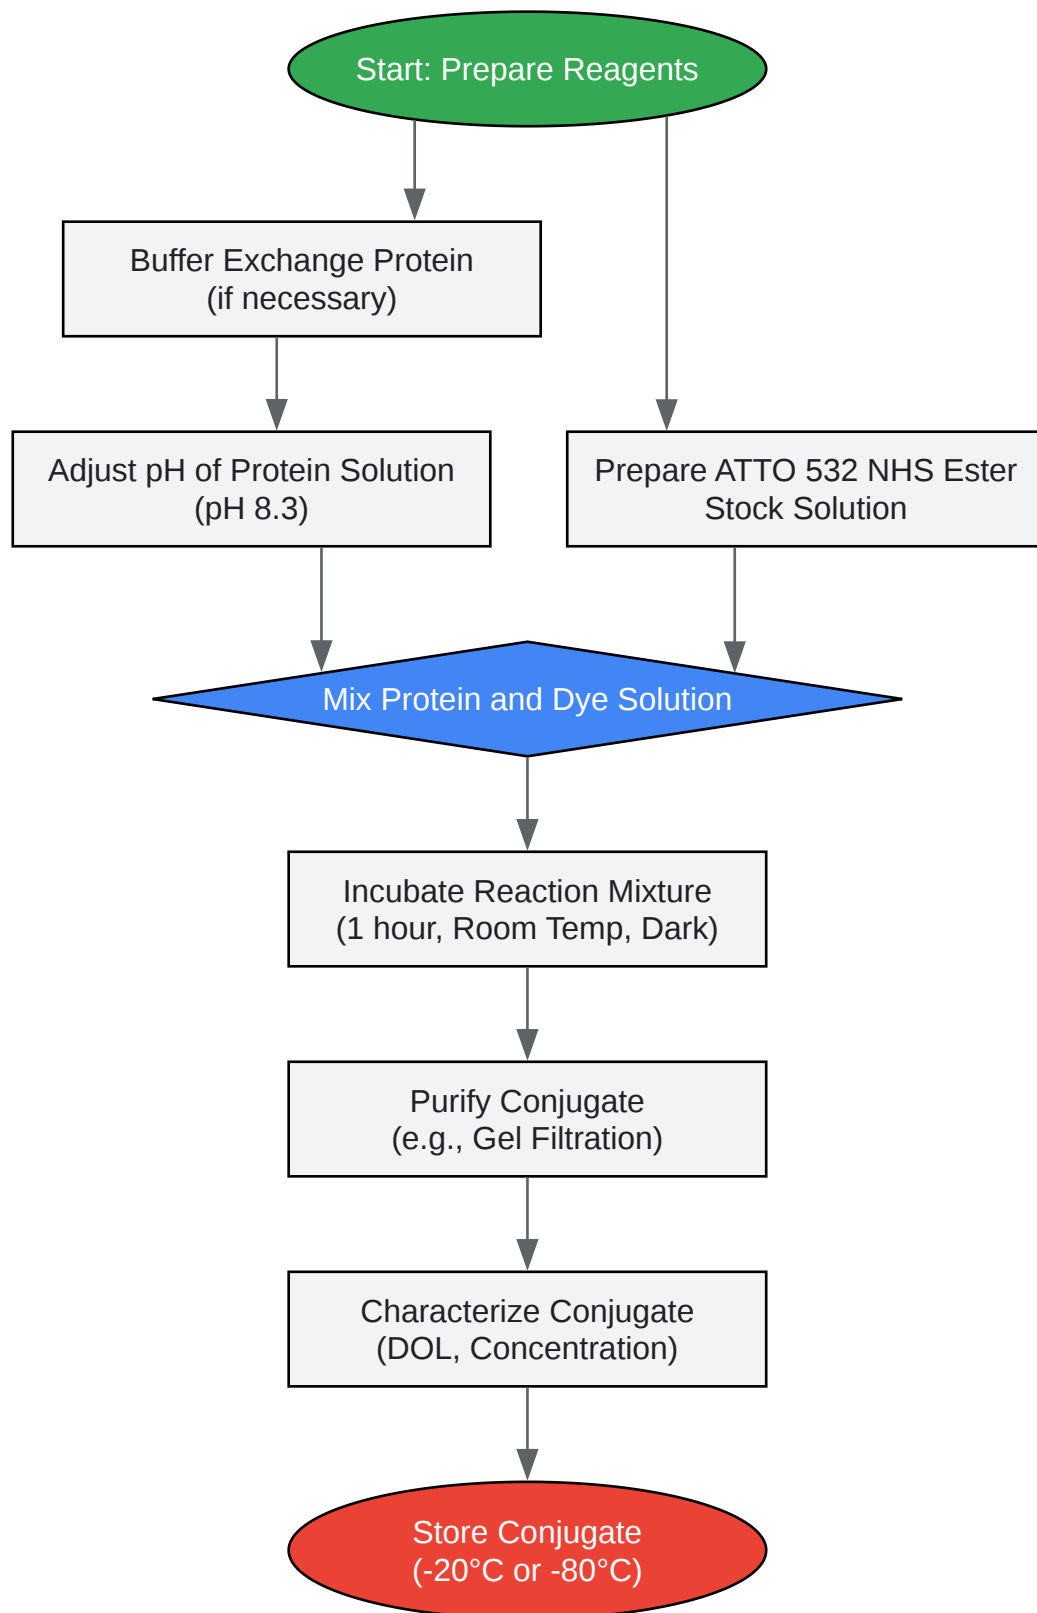 Start: Prepare Reagents
Buffer Exchange Protein
(if necessary)
Adjust pH of Protein Solution
(pH 8.3)
Prepare ATTO 532 NHS Ester
Stock Solution
Mix Protein and Dye Solution
Incubate Reaction Mixture
(1 hour, Room Temp, Dark)
Purify Conjugate
(e.g., Gel Filtration)
Characterize Conjugate
(DOL, Concentration)
Store Conjugate
(-20°C or -80°C)